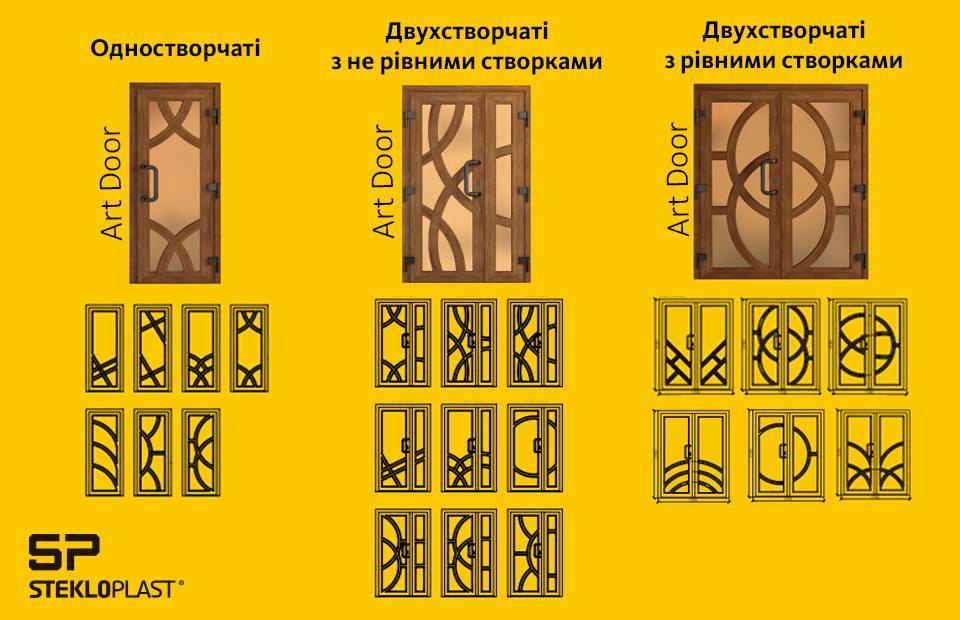 Одностворчаті
Двухстворчаті
з не рівними створками
Двухстворчаті
з рівними створками
Art Door
Art Door
Art Door
SP
STEKLOPLAST®